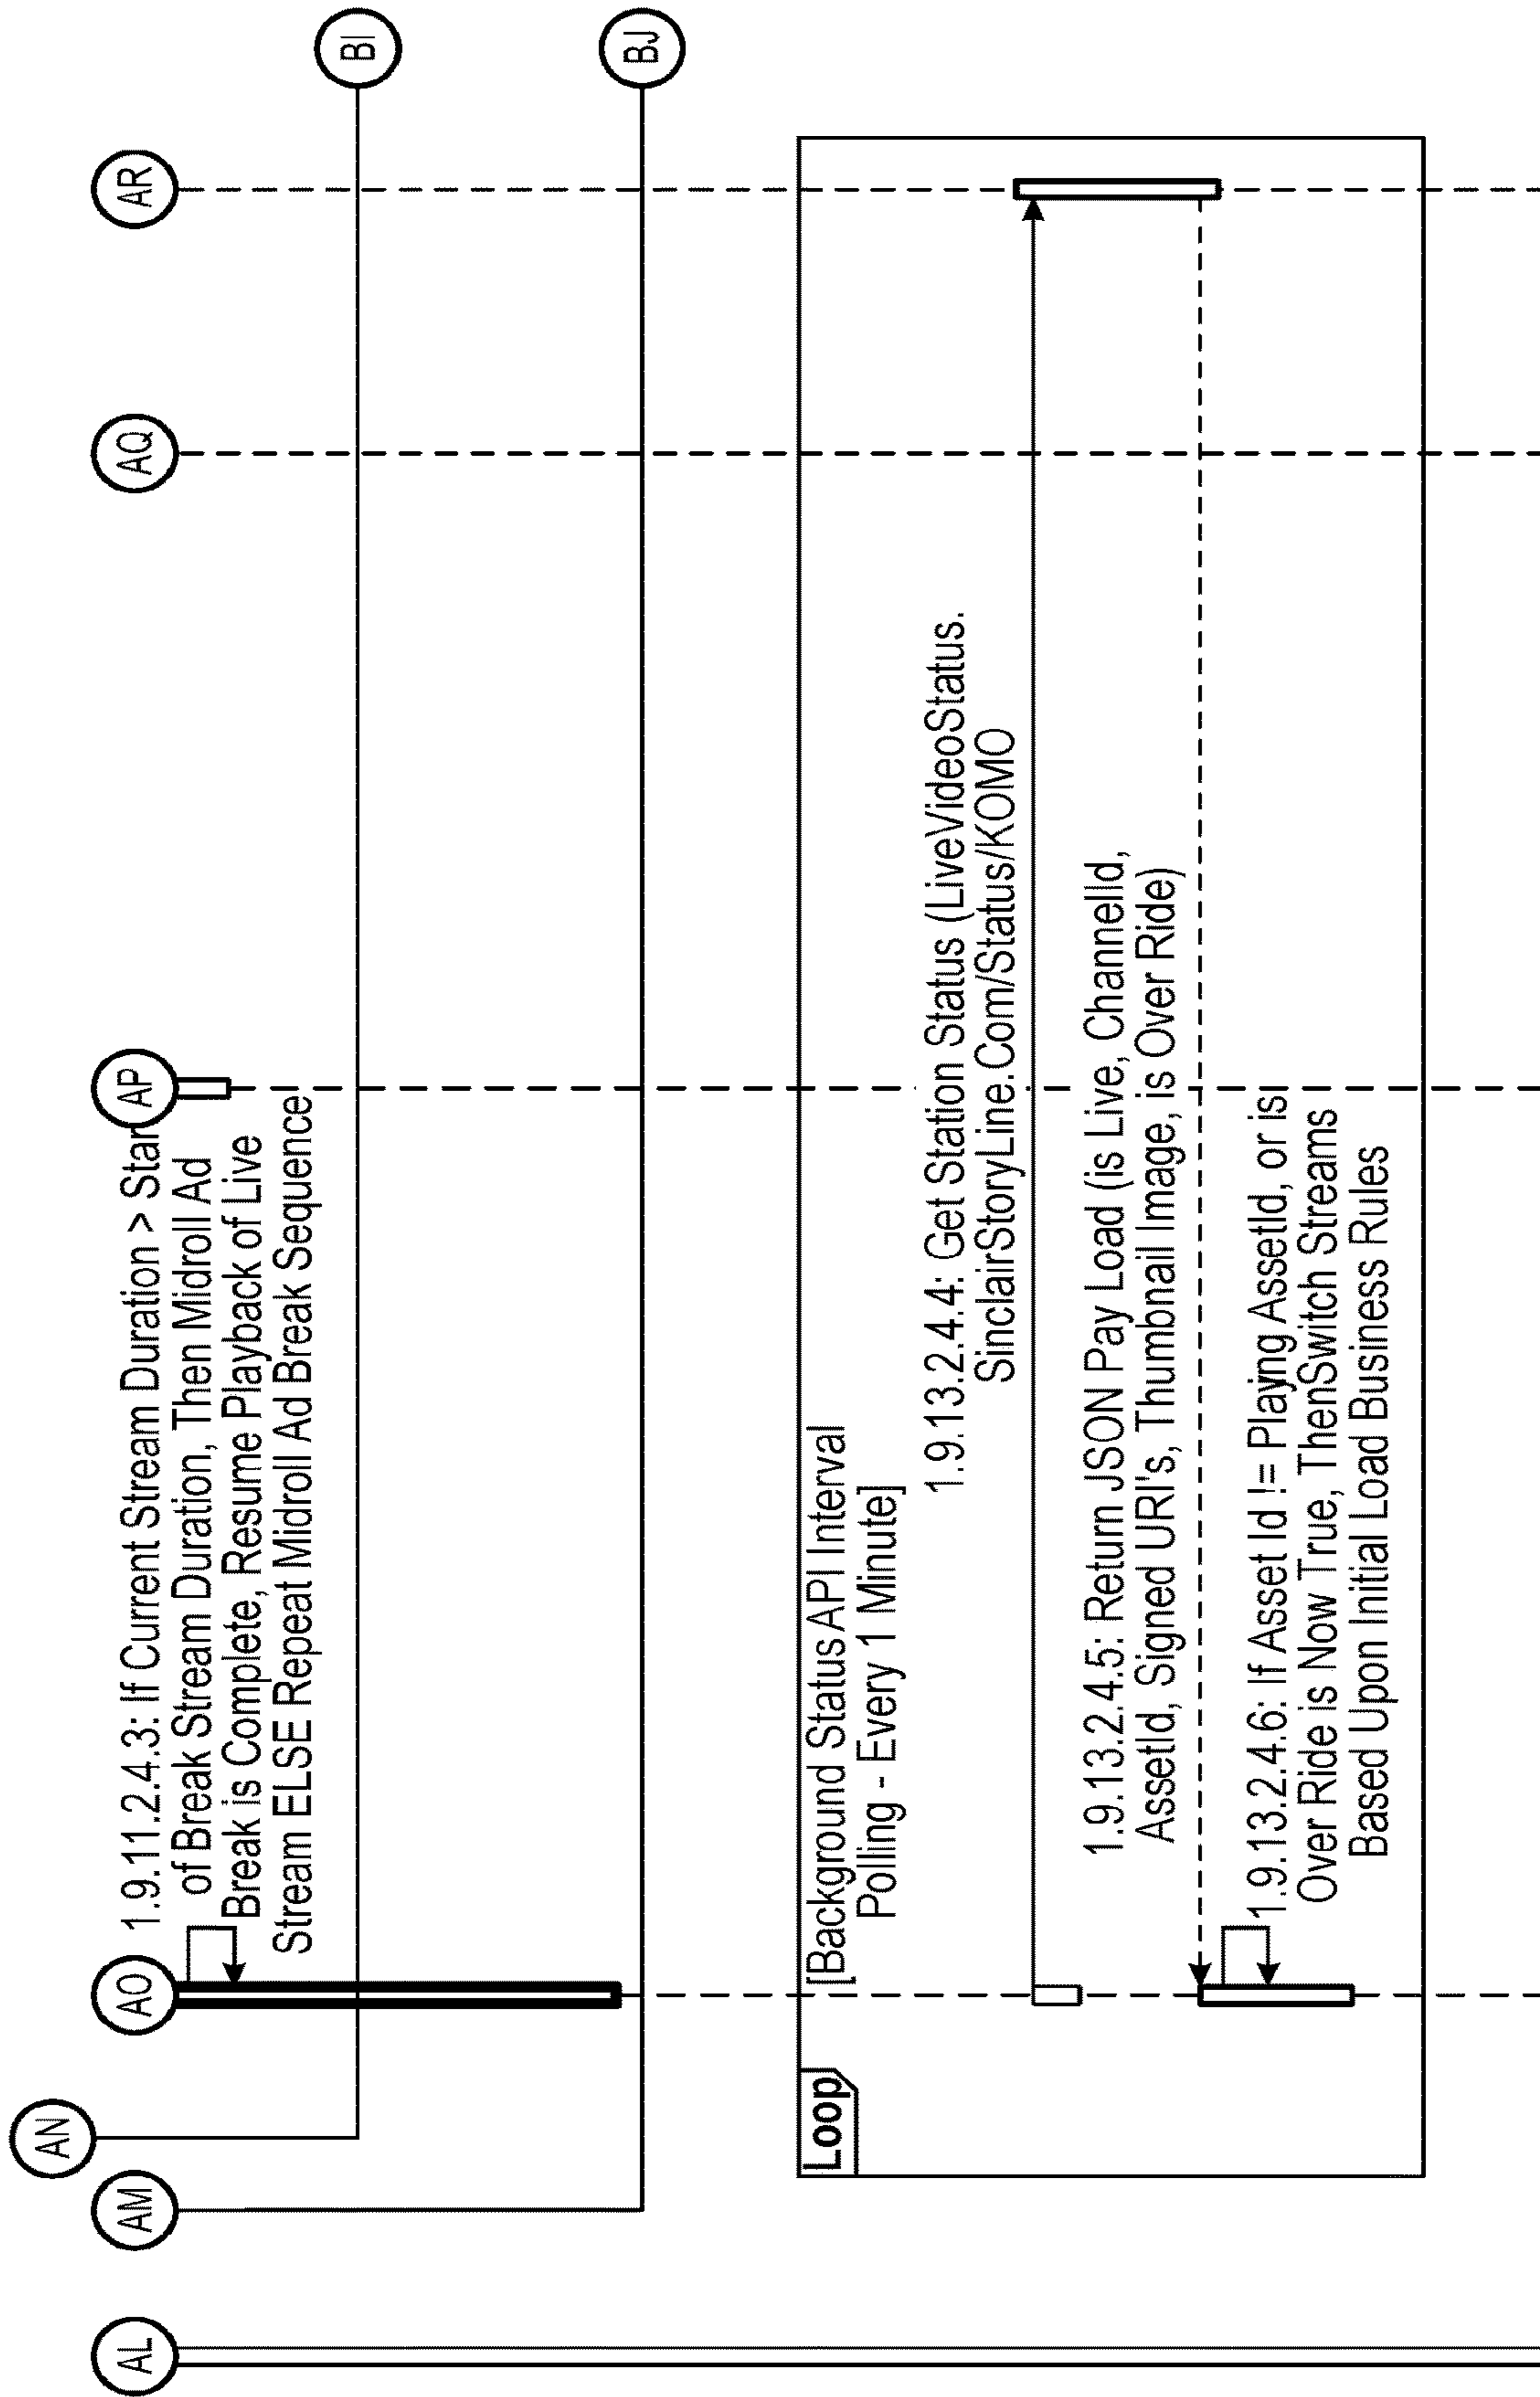 AL
AM
AN
AO
AP
AQ
AR
BI
BJ
1.9.11.2.4.3: If Current Stream Duration > Star
of Break Stream Duration, Then Midroll Ad
Break is Complete, Resume Playback of Live
Stream ELSE Repeat Midroll Ad Break Sequence
Loop
[Background Status API Interval
Polling - Every 1 Minute]
1.9.13.2.4.4: Get Station Status (LiveVideoStatus.
SinclairStoryLine.Com/Status/KOMO
1.9.13.2.4.5: Return JSON Pay Load (is Live, ChannelId,
AssetId, Signed URI's, Thumbnail Image, is Over Ride)
1.9.13.2.4.6: If Asset Id != Playing AssetId, or is
Over Ride is Now True, ThenSwitch Streams
Based Upon Initial Load Business Rules